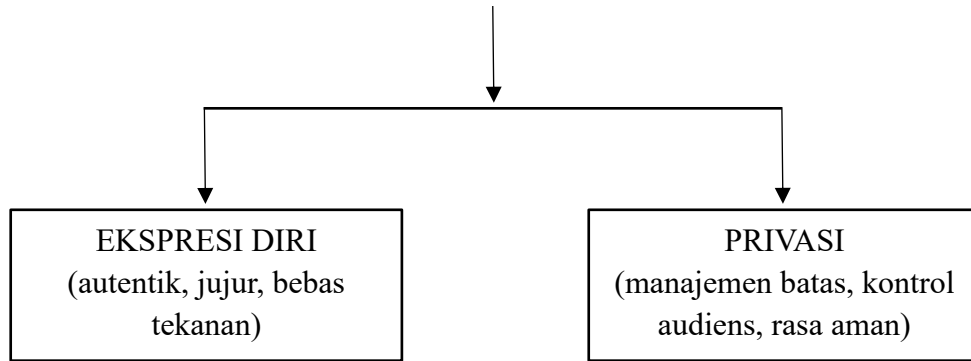 EKSPRESI DIRI
(autentik, jujur, bebas
tekanan)
PRIVASI
(manajemen batas, kontrol
audiens, rasa aman)